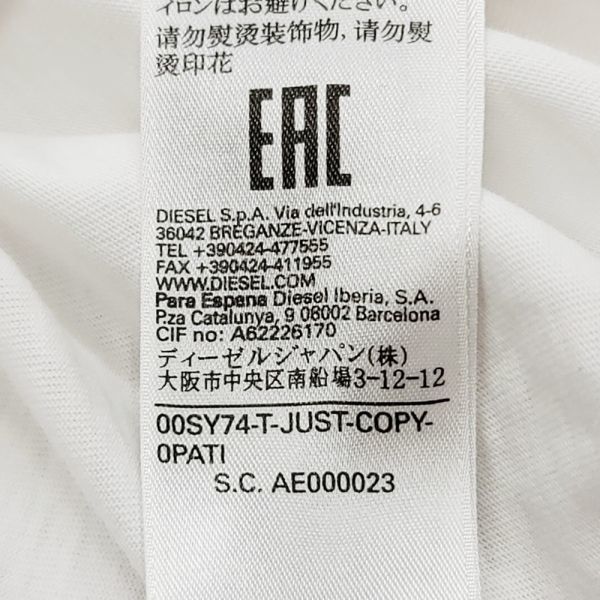 イロンはお避けください。
请勿熨烫装饰物, 请勿熨
烫印花
EAC
DIESEL S.p.A. Via dell'Industria, 4-6
36042 BREGANZE-VICENZA-ITALY
TEL +390424-477555
FAX +390424-411955
WWW.DIESEL.COM
Para Espana Diesel Iberia, S.A.
P.za Catalunya, 9 08002 Barcelona
CIF no: A62226170
ディーゼルジャパン(株)
大阪市中央区南船場3-12-12
00SY74-T-JUST-COPY-
0PATI
S.C. AE000023